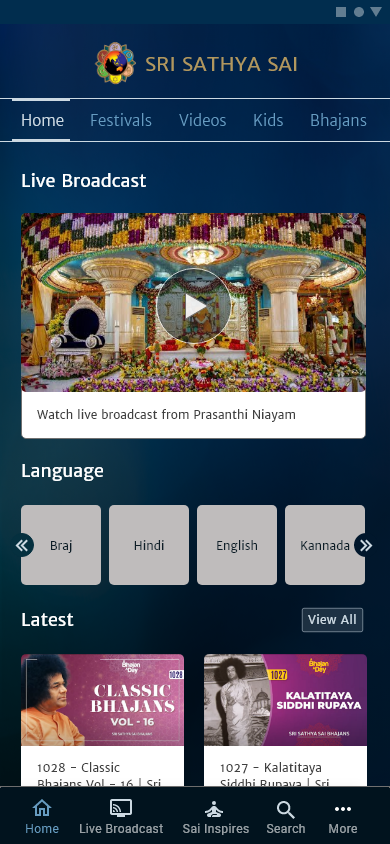 SRI SATHYA SAI
Home Festivals Videos Kids Bhajans
Live Broadcast
Watch live broadcast from Prasanthi Niayam
Language
Braj Hindi English Kannada
Latest View All
Bhajan
Day
1028
CLASSIC
BHAJANS
VOL - 16
SRI SATHYA SAI BHAJANS
Bhajan
Day
1027
KALATITAYA
SIDDHI RUPAYA
SRI SATHYA SAI BHAJANS
1028 - Classic
Bhajans Vol - 16 | Sri
1027 - Kalatitaya
Siddhi Rupaya | Sri
Home Live Broadcast Sai Inspires Search More